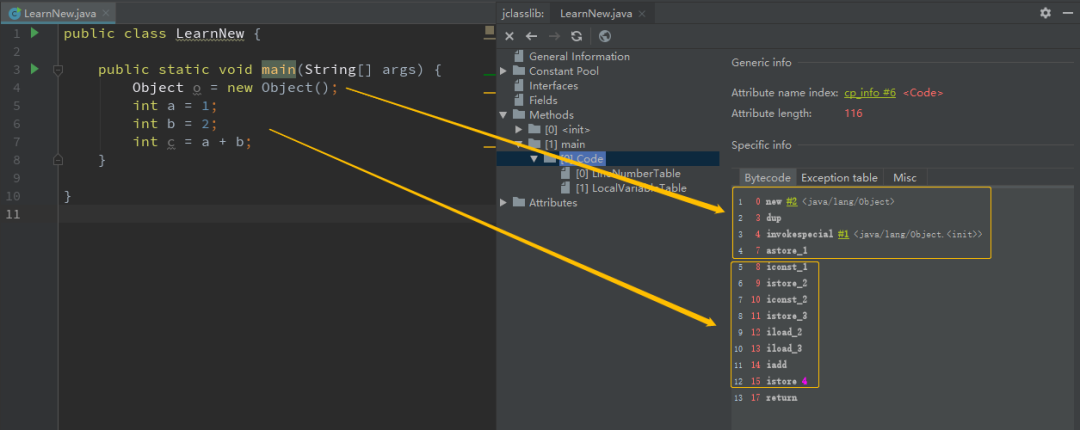 LearnNew.java
1 public class LearnNew {
2
3 public static void main(String[] args) {
4 Object o = new Object();
5 int a = 1;
6 int b = 2;
7 int c = a + b;
8 }
9
10 }
11
jclasslib: LearnNew.java
General Information
Constant Pool
Interfaces
Fields
Methods
[0] <init>
[1] main
[0] Code
[0] LineNumberTable
[1] LocalVariableTable
Attributes
Generic info
Attribute name index: cp_info #6 <Code>
Attribute length: 116
Specific info
Bytecode Exception table Misc
1 0 new #2 <java/lang/Object>
2 3 dup
3 4 invokespecial #1 <java/lang/Object.<init>>
4 7 astore_1
5 8 iconst_1
6 9 istore_2
7 10 iconst_2
8 11 istore_3
9 12 iload_2
10 13 iload_3
11 14 iadd
12 15 istore 4
13 17 return